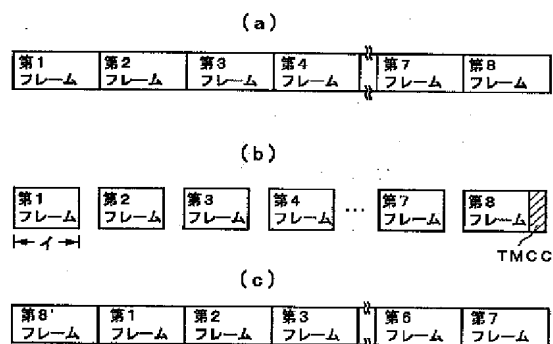 (a)
第1 第2 第3 第4 第7 第8
フレーム フレーム フレーム フレーム フレーム フレーム
(b)
第1 第2 第3 第4 … 第7 第8
フレーム フレーム フレーム フレーム フレーム フレーム
イ
TMCC
(c)
第8' 第1 第2 第3 第6 第7
フレーム フレーム フレーム フレーム フレーム フレーム